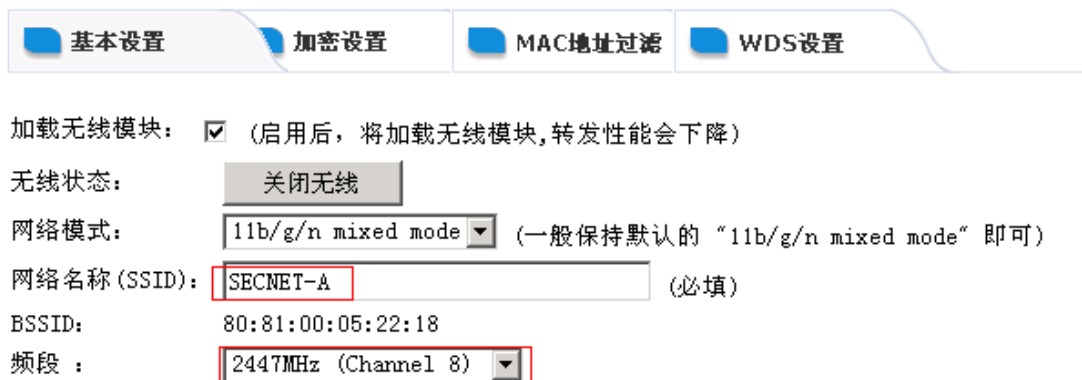 基本设置 加密设置 MAC地址过滤 WDS设置
加载无线模块： (启用后，将加载无线模块,转发性能会下降)
无线状态： 关闭无线
网络模式： 11b/g/n mixed mode (一般保持默认的 "11b/g/n mixed mode" 即可)
网络名称(SSID)： SECNET-A (必填)
BSSID： 80:81:00:05:22:18
频段 ： 2447MHz (Channel 8)